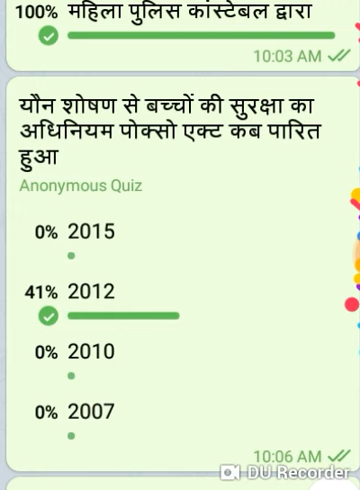 100% महिला पुलिस कांस्टेबल द्वारा
10:03 AM
यौन शोषण से बच्चों की सुरक्षा का
अधिनियम पोक्सो एक्ट कब पारित
हुआ
Anonymous Quiz
0% 2015
41% 2012
0% 2010
0% 2007
10:06 AM
DU Recorder